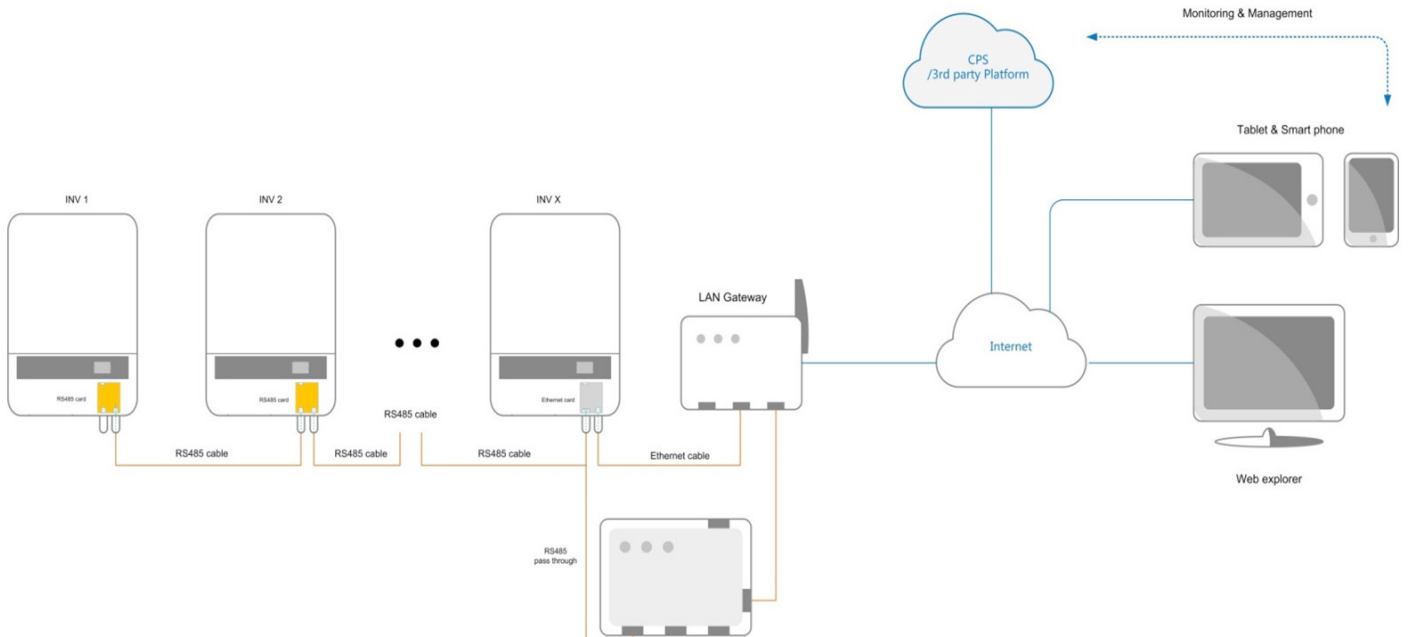 Monitoring & Management
CPS
/3rd party Platform
Tablet & Smart phone
INV 1
INV 2
INV X
LAN Gateway
Internet
RS485 card
RS485 card
Ethernet card
RS485 cable
RS485 cable
RS485 cable
RS485 cable
Ethernet cable
Web explorer
RS485
pass through